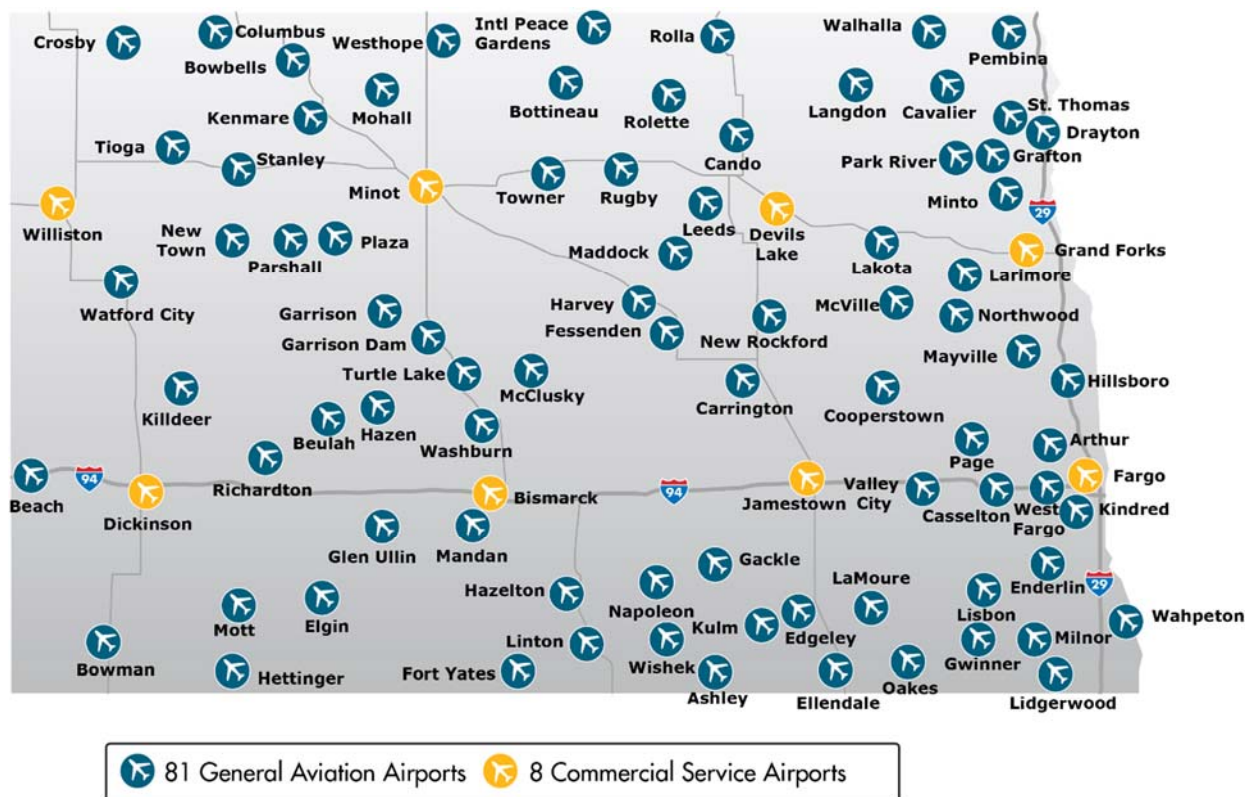 Crosby
Columbus
Bowbells
Westhope
Intl Peace
Gardens
Rolla
Walhalla
Pembina
Kenmare
Mohall
Bottineau
Rolette
Langdon
Cavalier
St. Thomas
Drayton
Tioga
Stanley
Cando
Park River
Grafton
Minot
Towner
Rugby
Minto
29
Williston
New
Town
Parshall
Plaza
Leeds
Devils
Lake
Maddock
Lakota
Grand Forks
Larimore
Watford City
Garrison
Harvey
McVille
Northwood
Garrison Dam
Fessenden
New Rockford
Mayville
Turtle Lake
McClusky
Hillsboro
Killdeer
Carrington
Cooperstown
Beulah
Hazen
Washburn
Arthur
Page
Beach
94
Richardton
Dickinson
Bismarck
94
Jamestown
Valley
City
Casselton
West
Fargo
Fargo
Kindred
Glen Ullin
Mandan
Gackle
Enderlin
29
Hazelton
Napoleon
LaMoure
Lisbon
Wahpeton
Mott
Elgin
Linton
Kulm
Edgeley
Milnor
Bowman
Hettinger
Fort Yates
Wishek
Ashley
Ellendale
Oakes
Gwinner
Lidgerwood
81 General Aviation Airports
8 Commercial Service Airports